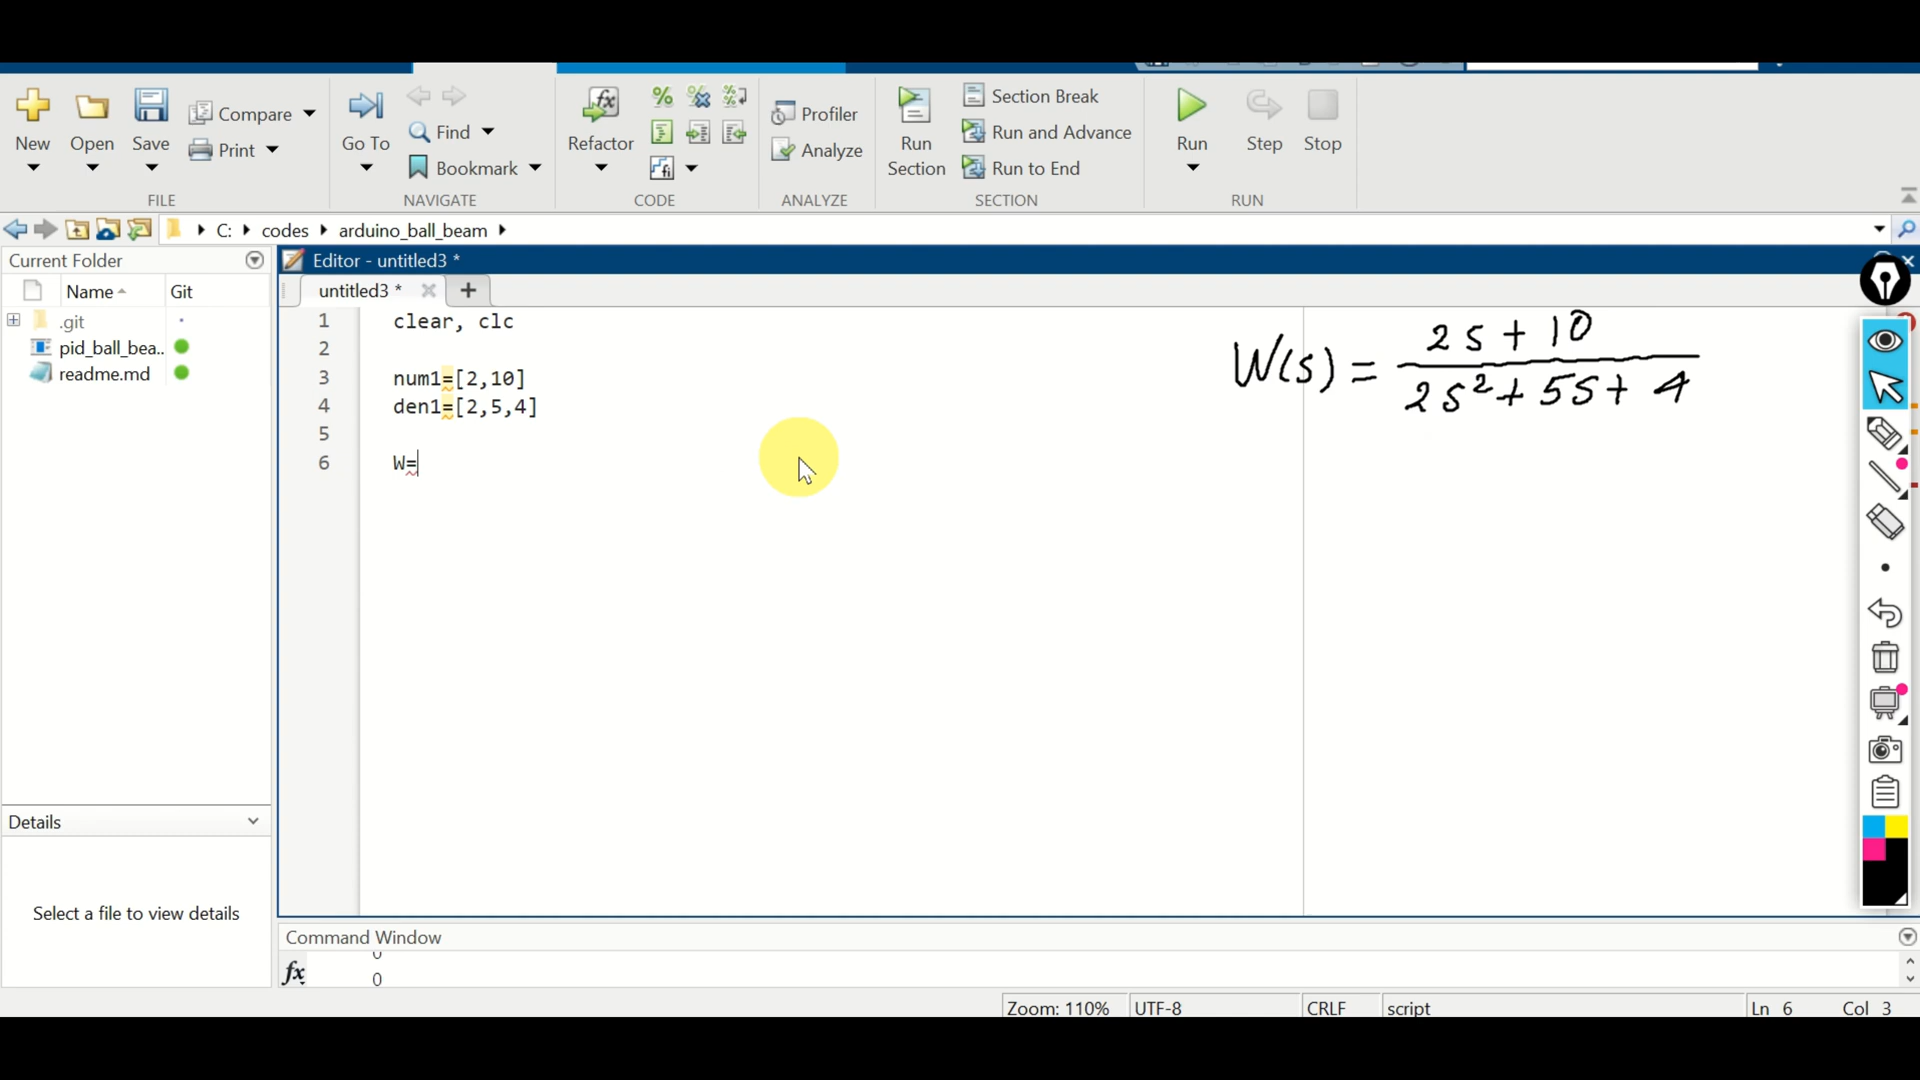 New
Open
Save
Compare
Print
FILE
Go To
Find
Bookmark
NAVIGATE
Refactor
CODE
Profiler
Analyze
ANALYZE
Run Section
Section Break
Run and Advance
Run to End
SECTION
Run
Step
Stop
RUN
C: codes arduino_ball_beam
Current Folder
Name Git
.git
pid_ball_bea..
readme.md
Details
Select a file to view details
Editor - untitled3 *
untitled3 *
1 clear, clc
2
3 num1=[2,10]
4 den1=[2,5,4]
5
6 W=
W(s) = 2s+10
2s²+5s+4
Command Window
fx 0
Zoom: 110% UTF-8 CRLF script Ln 6 Col 3